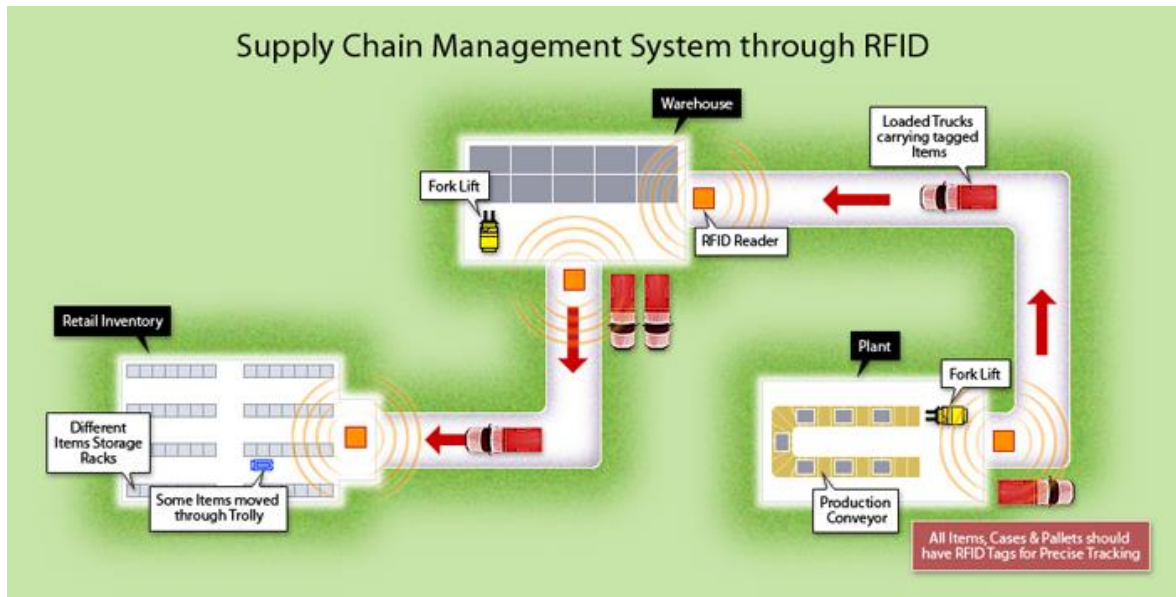 Supply Chain Management System through RFID
Warehouse
Loaded Trucks
carrying tagged
Items
Fork Lift
RFID Reader
Retail Inventory
Plant
Fork Lift
Different
Items Storage
Racks
Some Items moved
through Trolly
Production
Conveyor
All Items, Cases & Pallets should
have RFID Tags for Precise Tracking